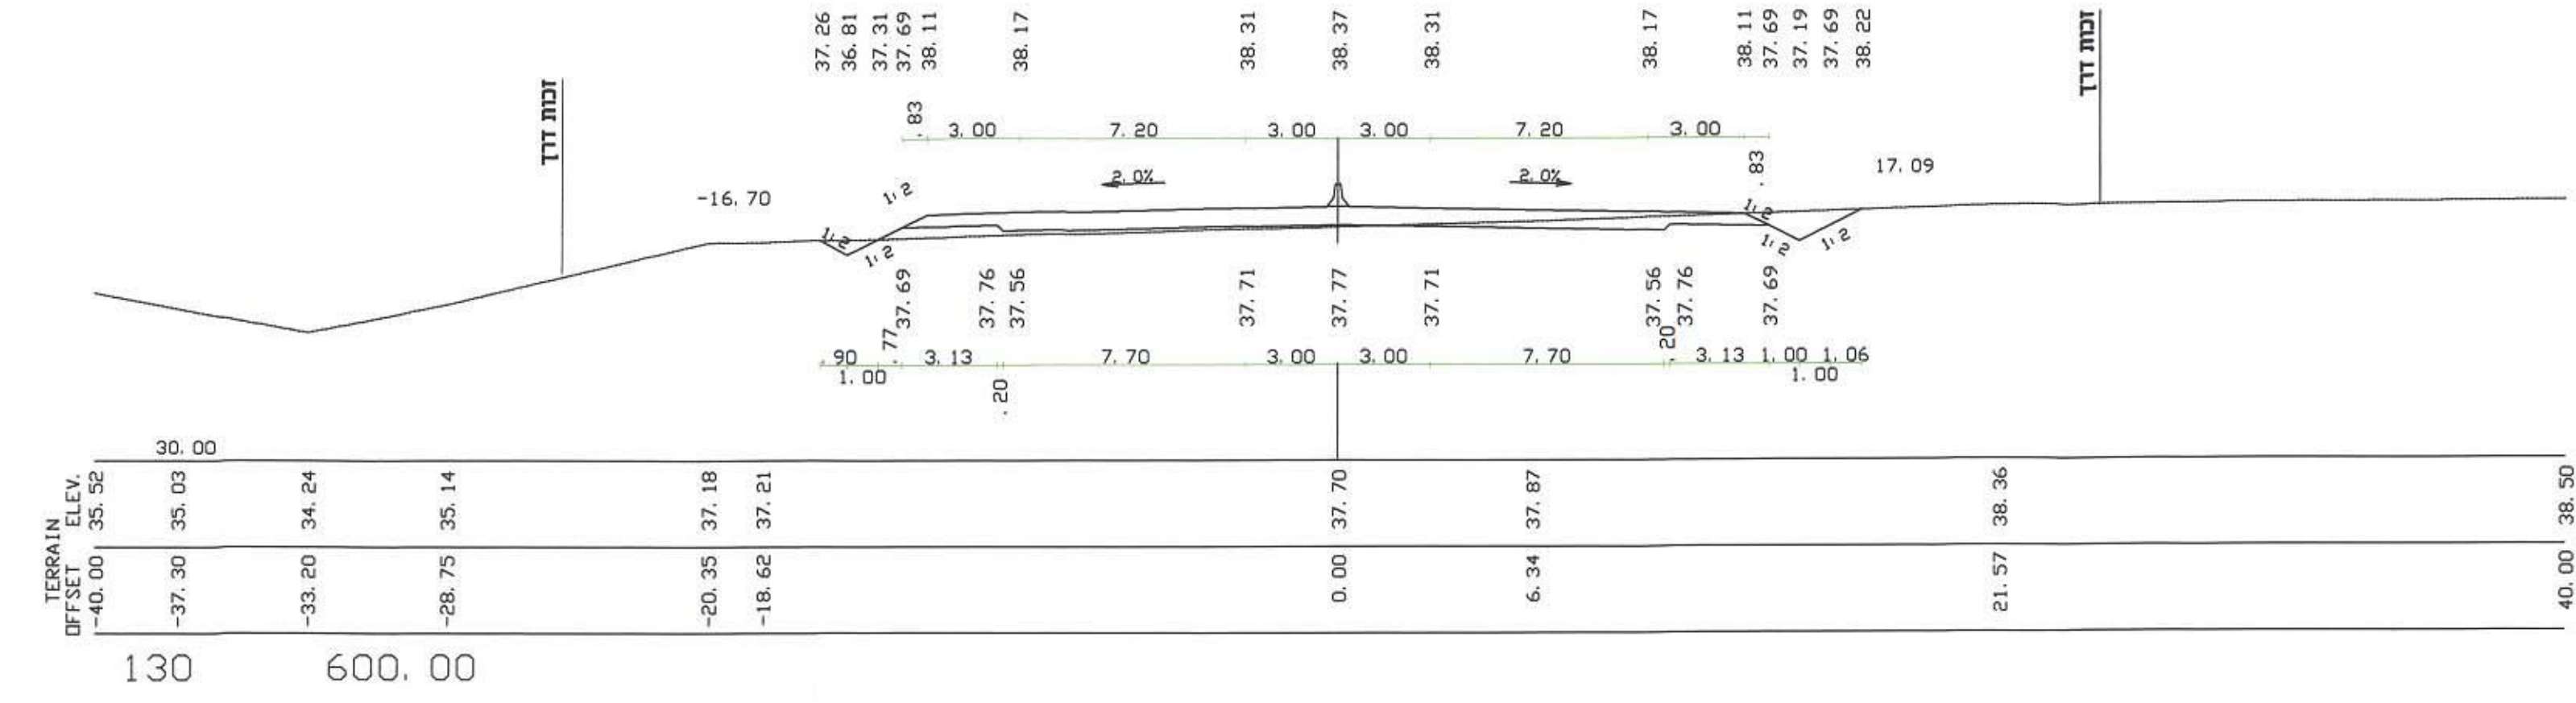 37.26 36.81 37.31 37.69 38.11 38.17 38.31 38.37 38.31 38.17 38.11 37.69 37.19 37.69 38.22
זכות דרך
זכות דרך
.83 3.00 7.20 3.00 3.00 7.20 3.00 .83
-16.70 1:2 2.0% 2.0% 1:2 17.09
1:2 1:2 1:2 1:2
37.69 37.76 37.56 37.71 37.77 37.71 37.56 37.76 37.69
.90 .77 3.13 7.70 3.00 3.00 7.70 .20 3.13 1.00 1.06
1.00 .20 1.00
30.00
TERRAIN
ELEV. 35.52 35.03 34.24 35.14 37.18 37.21 37.70 37.87 38.36 38.50
OFFSET -40.00 -37.30 -33.20 -28.75 -20.35 -18.62 0.00 6.34 21.57 40.00
130 600.00